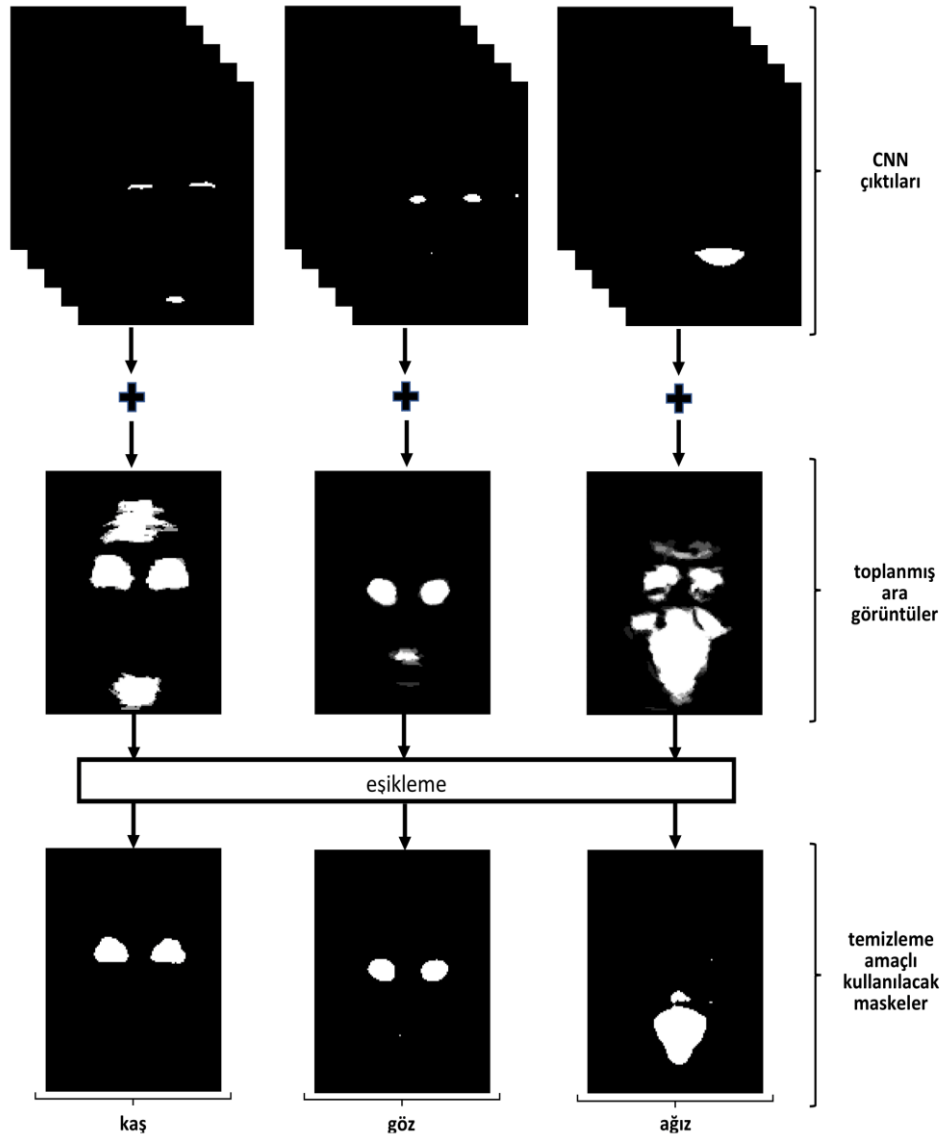 CNN
çıktıları
toplanmış
ara
görüntüler
eşikleme
temizleme
amaçlı
kullanılacak
maskeler
kaş
göz
ağız